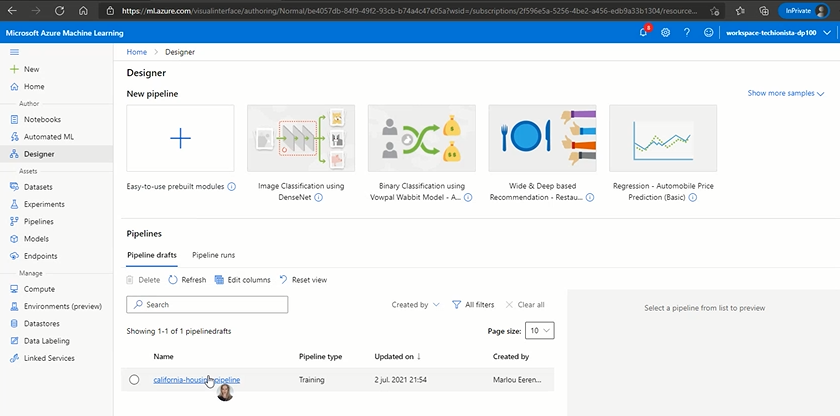 https://ml.azure.com/visualinterface/authoring/Normal/be4057db-84f9-49f2-93cb-b74a4c47e05a?wsid=/subscriptions/2f596e5a-5256-4be2-a456-edb9a33b1304/resource...
InPrivate
Microsoft Azure Machine Learning
8
workspace-techionista-dp100
New
Home
Author
Notebooks
Automated ML
Designer
Assets
Datasets
Experiments
Pipelines
Models
Endpoints
Manage
Compute
Environments (preview)
Datastores
Data Labeling
Linked Services
Home > Designer
Designer
New pipeline
Show more samples
Easy-to-use prebuilt modules
Image Classification using
DenseNet
Binary Classification using
Vowpal Wabbit Model - A...
Wide & Deep based
Recommendation - Restau...
Regression - Automobile Price
Prediction (Basic)
Pipelines
Pipeline drafts Pipeline runs
Delete Refresh Edit columns Reset view
Search
Created by All filters Clear all
Showing 1-1 of 1 pipelinedrafts
Page size: 10
Name Pipeline type Updated on ↓ Created by
california-housing-pipeline Training 2 jul. 2021 21:54 Marlou Eeren...
Select a pipeline from list to preview